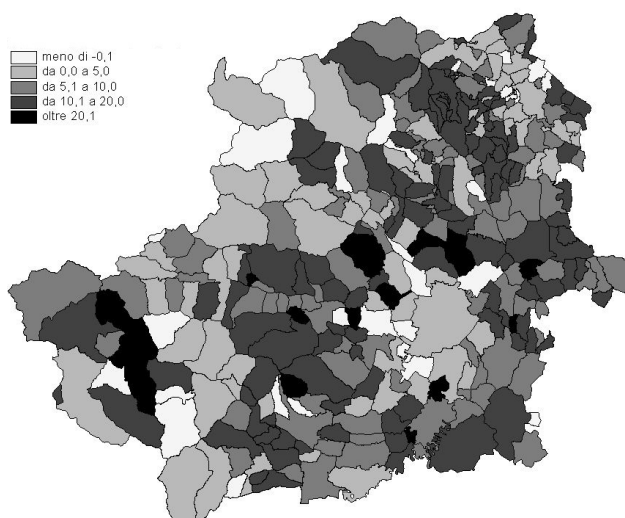 meno di -0,1
da 0,0 a 5,0
da 5,1 a 10,0
da 10,1 a 20,0
oltre 20,1